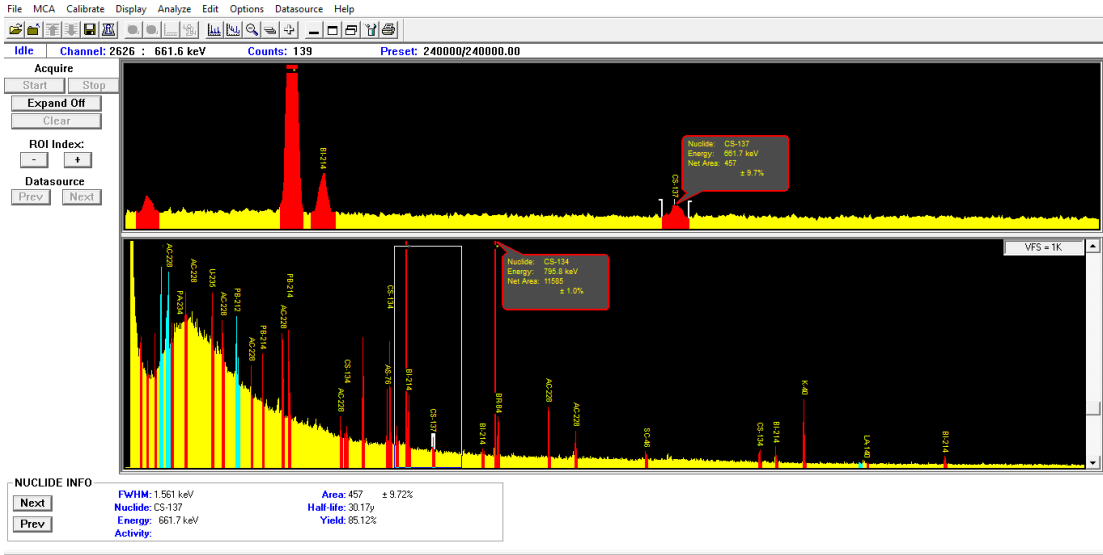 File MCA Calibrate Display Analyze Edit Options Datasource Help
Idle Channel: 2626 : 661.6 keV Counts: 139 Preset: 240000/240000.00
Acquire
Start Stop
Expand Off
Clear
ROI Index:
- +
Datasource
Prev Next
BI-214
CS-137
Nuclide: CS-137
Energy: 661.7 keV
Net Area: 457
± 9.7%
VFS = 1K
AC-228
PA-234
AC-228
U-235
AC-228
PB-212
AC-228
PB-214
AC-228
PB-214
AC-228
CS-134
AS-76
CS-134
BI-214
CS-137
BI-214
BR-84
Nuclide: CS-134
Energy: 795.8 keV
Net Area: 11585
± 1.0%
AC-228
AC-228
SC-46
CS-134
BI-214
K-40
LA-140
BI-214
NUCLIDE INFO
Next
Prev
FWHM: 1.561 keV Area: 457 ± 9.72%
Nuclide: CS-137 Half-life: 30.17y
Energy: 661.7 keV Yield: 85.12%
Activity: